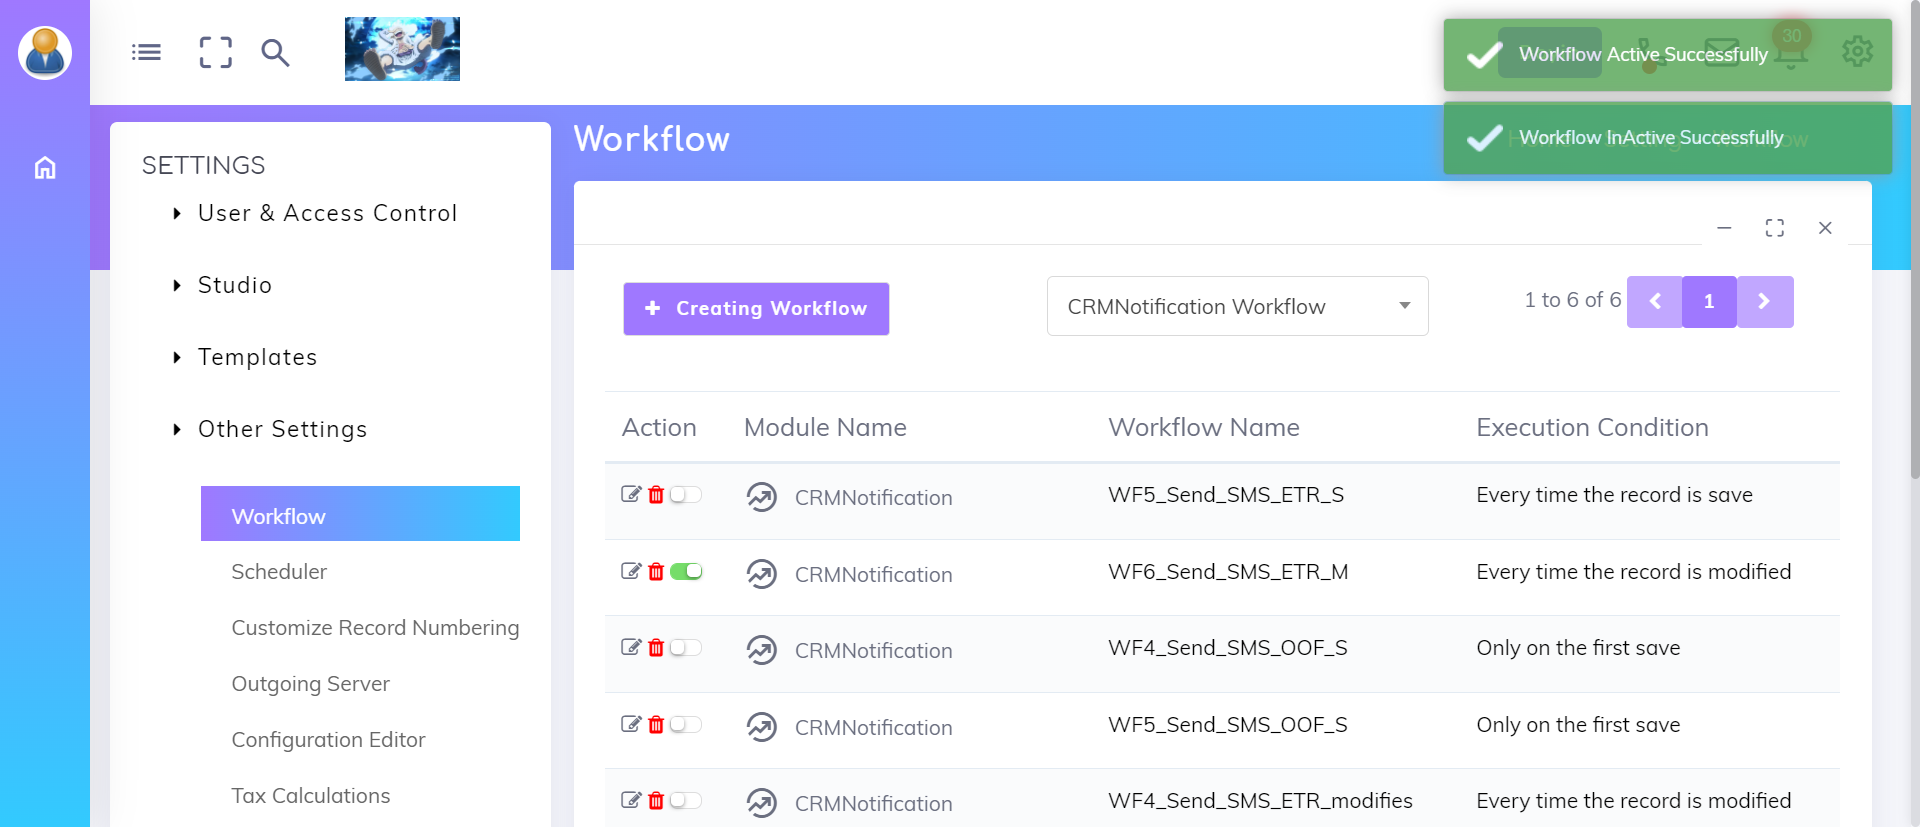 30
Workflow Active Successfully
Workflow InActive Successfully
SETTINGS
User & Access Control
Studio
Templates
Other Settings
Workflow
Scheduler
Customize Record Numbering
Outgoing Server
Configuration Editor
Tax Calculations
Workflow
+ Creating Workflow
CRMNotification Workflow
1 to 6 of 6
1
Action Module Name Workflow Name Execution Condition
CRMNotification WF5_Send_SMS_ETR_S Every time the record is save
CRMNotification WF6_Send_SMS_ETR_M Every time the record is modified
CRMNotification WF4_Send_SMS_OOF_S Only on the first save
CRMNotification WF5_Send_SMS_OOF_S Only on the first save
CRMNotification WF4_Send_SMS_ETR_modifies Every time the record is modified